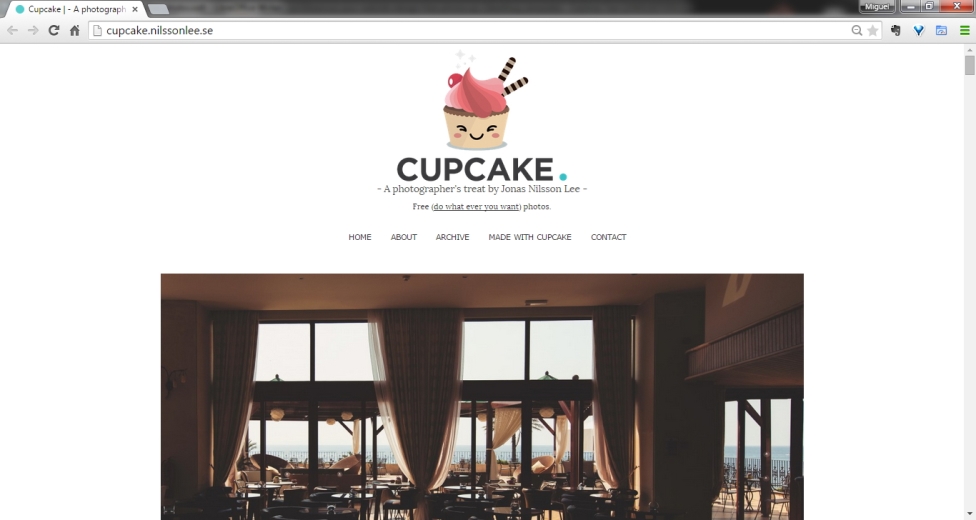 Cupcake | - A photograph
Miguel
cupcake.nilssonlee.se
CUPCAKE.
~ A photographer's treat by Jonas Nilsson Lee ~
Free (do what ever you want) photos.
HOME ABOUT ARCHIVE MADE WITH CUPCAKE CONTACT